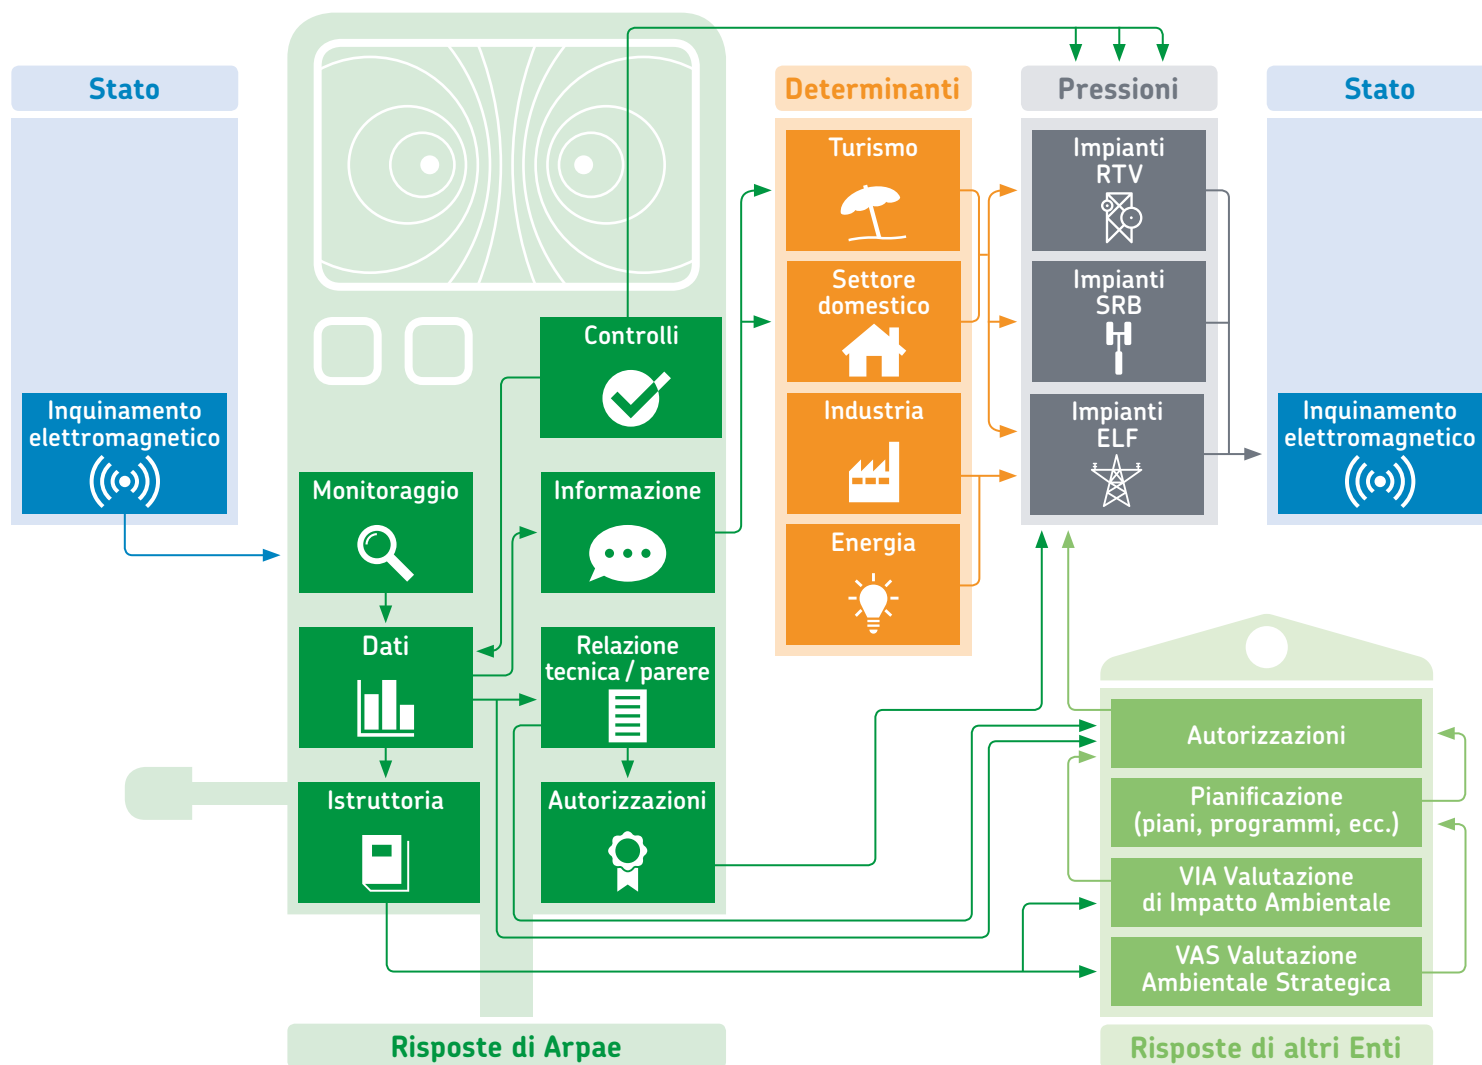 Stato
Inquinamento
elettromagnetico
Controlli
Monitoraggio
Informazione
Dati
Relazione
tecnica / parere
Istruttoria
Autorizzazioni
Risposte di Arpae
Determinanti
Turismo
Settore
domestico
Industria
Energia
Pressioni
Impianti
RTV
Impianti
SRB
Impianti
ELF
Stato
Inquinamento
elettromagnetico
Autorizzazioni
Pianificazione
(piani, programmi, ecc.)
VIA Valutazione
di Impatto Ambientale
VAS Valutazione
Ambientale Strategica
Risposte di altri Enti